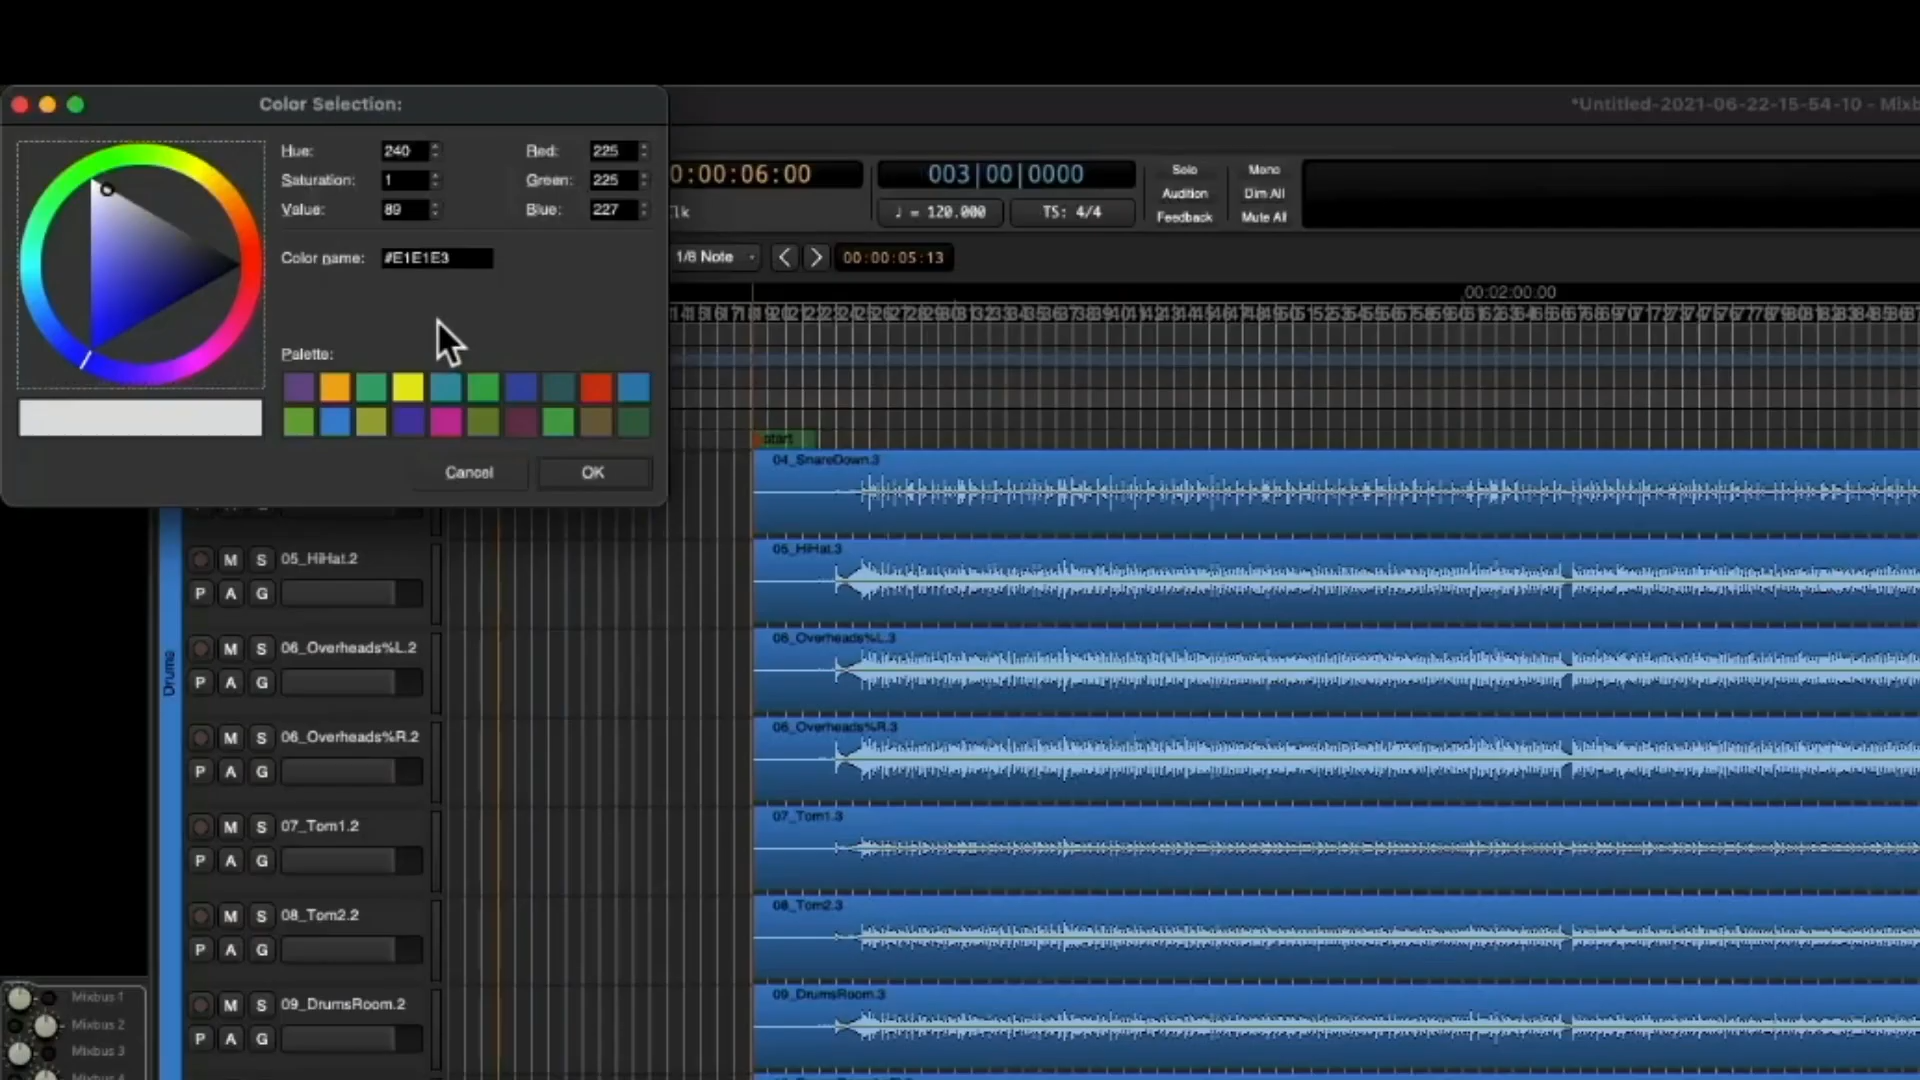 Color Selection:
*Untitled-2021-06-22-15-54-10 - Mixb
Hue: 240 Red: 225
Saturation: 1 Green: 225
Value: 89 Blue: 227
Color name: #E1E1E3
Palette:
Cancel OK
0:00:06:00
003|00|0000
♩ = 120.000 TS: 4/4
Solo
Audition
Feedback
Mono
Dim All
Mute All
1/8 Note < > 00:00:05:13
00:02:00.00
start
04_SnareDown.3
05_HiHat.3
06_Overheads%L.3
06_Overheads%R.3
07_Tom1.3
08_Tom2.3
09_DrumsRoom.3
Drums
M S 05_HiHat.2
P A G
M S 06_Overheads%L.2
P A G
M S 06_Overheads%R.2
P A G
M S 07_Tom1.2
P A G
M S 08_Tom2.2
P A G
M S 09_DrumsRoom.2
P A G
Mixbus 1
Mixbus 2
Mixbus 3